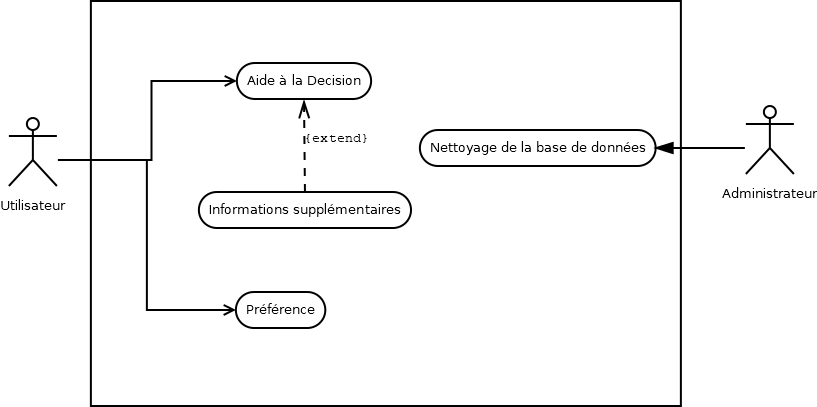 Aide à la Decision
{extend}
Nettoyage de la base de données
Utilisateur
Informations supplémentaires
Administrateur
Préférence